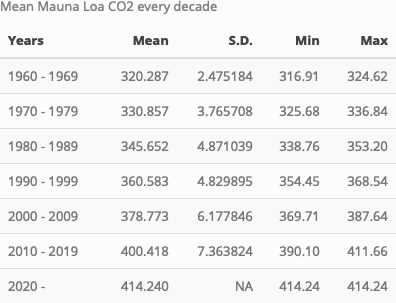 Mean Mauna Loa CO2 every decade
Years Mean S.D. Min Max
1960 - 1969 320.287 2.475184 316.91 324.62
1970 - 1979 330.857 3.765708 325.68 336.84
1980 - 1989 345.652 4.871039 338.76 353.20
1990 - 1999 360.583 4.829895 354.45 368.54
2000 - 2009 378.773 6.177846 369.71 387.64
2010 - 2019 400.418 7.363824 390.10 411.66
2020 - 414.240 NA 414.24 414.24